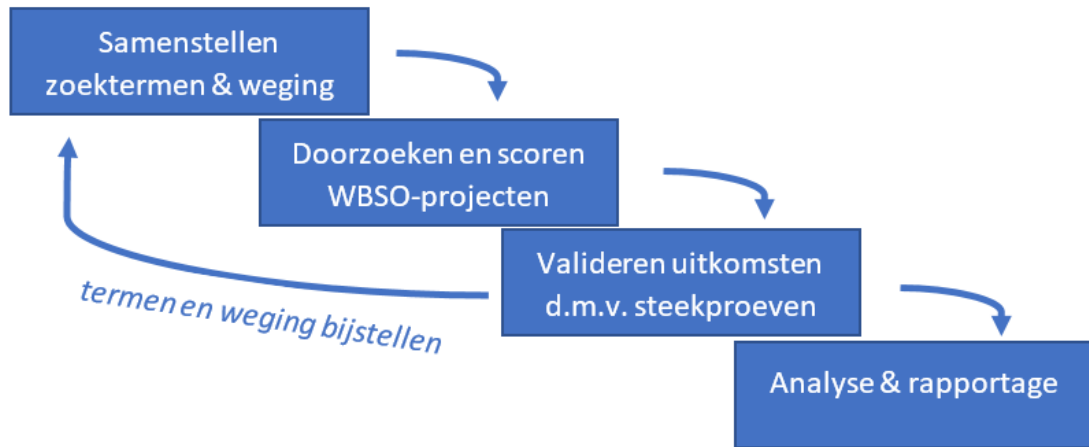 Samenstellen
zoektermen & weging
Doorzoeken en scoren
WBSO-projecten
Valideren uitkomsten
d.m.v. steekproeven
termen en weging bijstellen
Analyse & rapportage